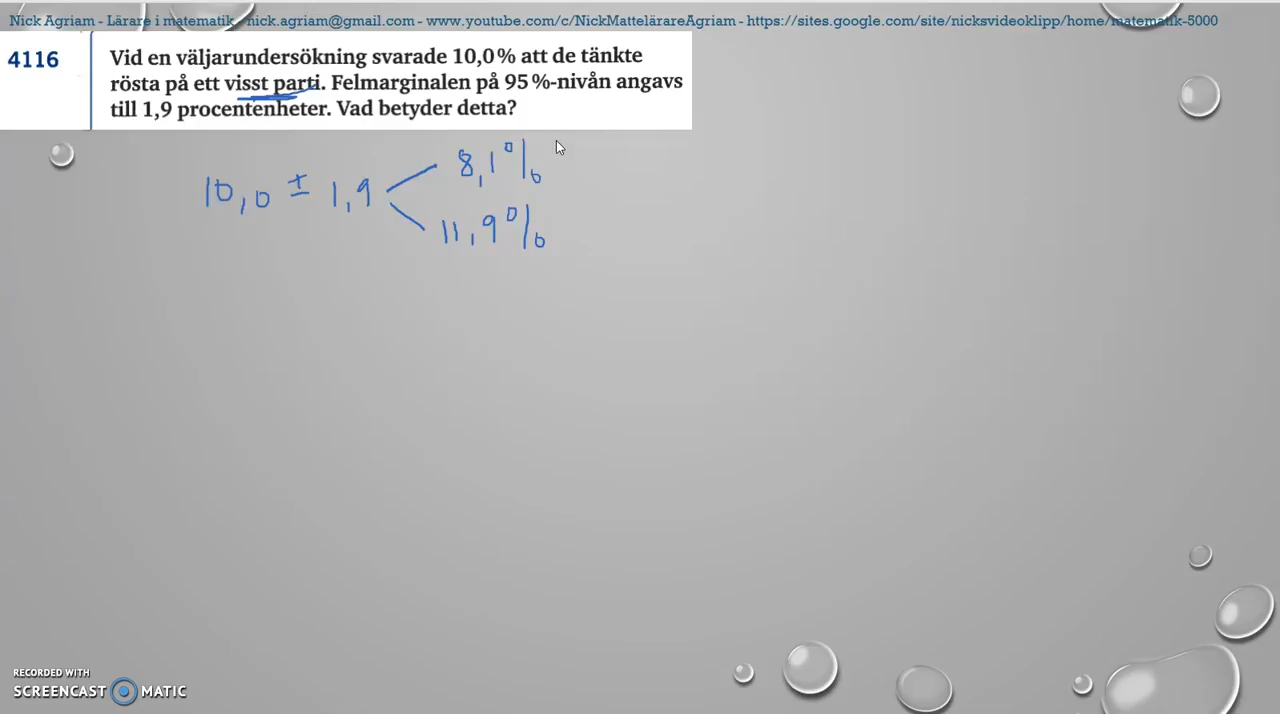 Nick Agriam - Lärare i matematik - nick.agriam@gmail.com - www.youtube.com/c/NickMattelärareAgriam - https://sites.google.com/site/nicksvideoklipp/home/matematik-5000
4116
Vid en väljarundersökning svarade 10,0 % att de tänkte
rösta på ett visst parti. Felmarginalen på 95 %-nivån angavs
till 1,9 procentenheter. Vad betyder detta?
10,0 ± 1,9
8,1%
11,9%
RECORDED WITH
SCREENCAST MATIC